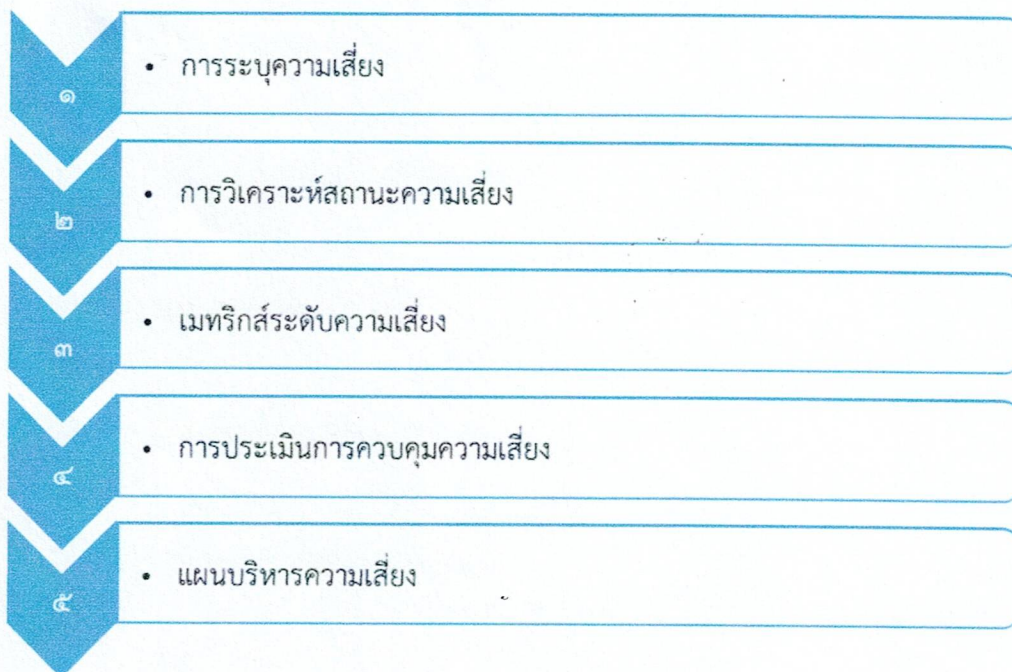 ๑
• การระบุความเสี่ยง
๒
• การวิเคราะห์สถานะความเสี่ยง
๓
• เมทริกส์ระดับความเสี่ยง
๔
• การประเมินการควบคุมความเสี่ยง
๕
• แผนบริหารความเสี่ยง